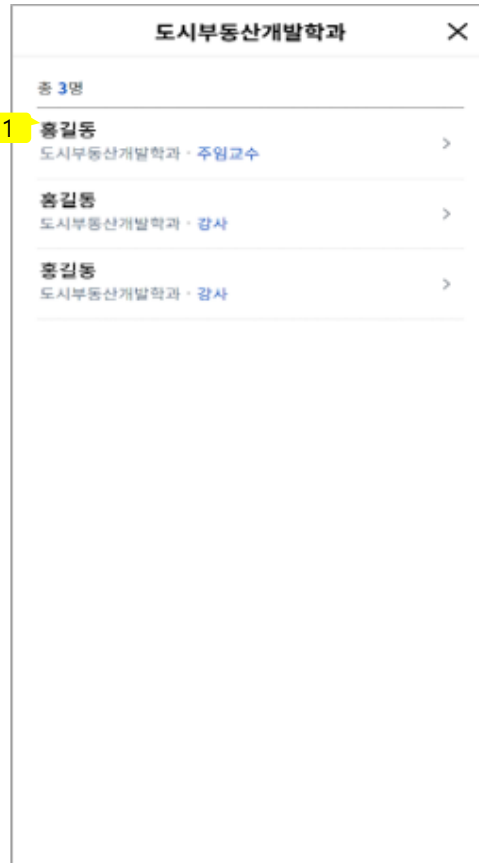 도시부동산개발학과
총 3명
1
홍길동
도시부동산개발학과 · 주임교수
홍길동
도시부동산개발학과 · 강사
홍길동
도시부동산개발학과 · 강사